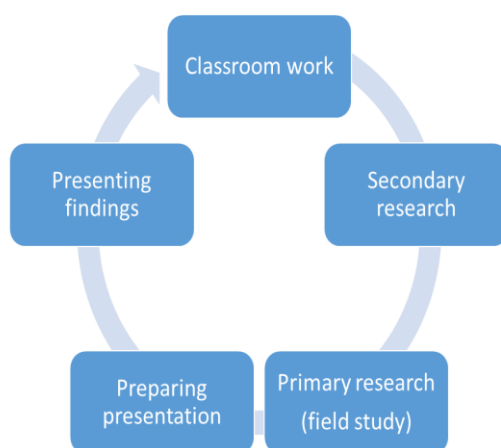 Classroom work
Secondary
research
Primary research
(field study)
Preparing
presentation
Presenting
findings